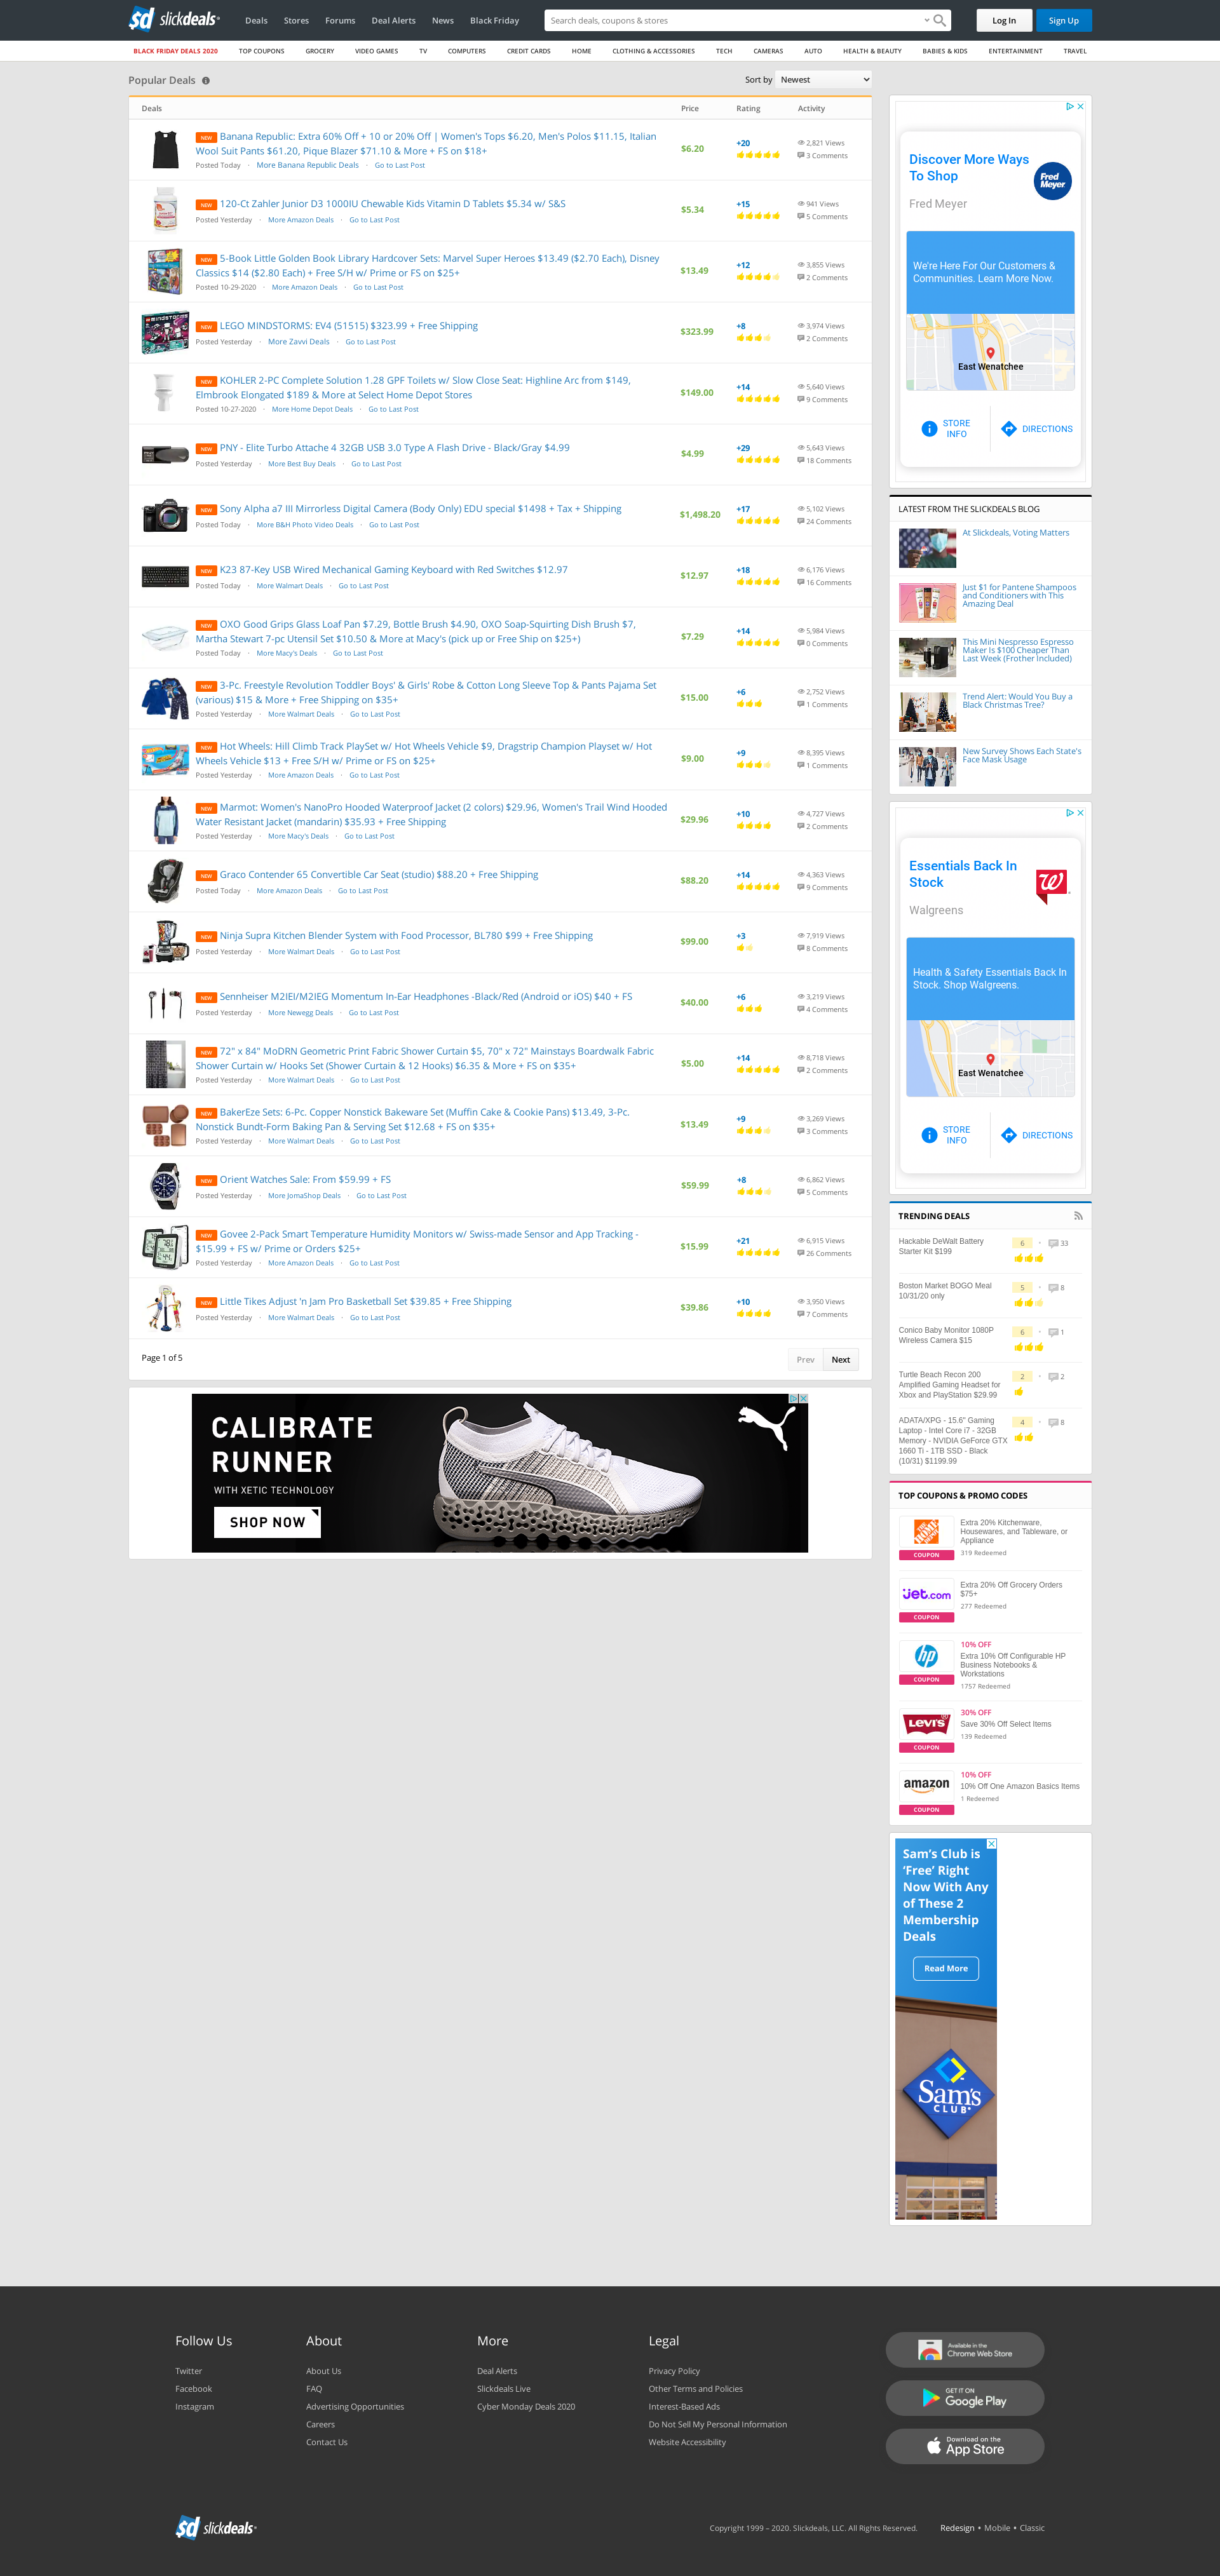 sd slickdeals
Deals Stores Forums Deal Alerts News Black Friday
Search deals, coupons & stores
Log In Sign Up
BLACK FRIDAY DEALS 2020 TOP COUPONS GROCERY VIDEO GAMES TV COMPUTERS CREDIT CARDS HOME CLOTHING & ACCESSORIES TECH CAMERAS AUTO HEALTH & BEAUTY BABIES & KIDS ENTERTAINMENT TRAVEL
Popular Deals
Sort by Newest
Deals Price Rating Activity
NEW Banana Republic: Extra 60% Off + 10 or 20% Off | Women's Tops $6.20, Men's Polos $11.15, Italian
Wool Suit Pants $61.20, Pique Blazer $71.10 & More + FS on $18+
Posted Today · More Banana Republic Deals · Go to Last Post
$6.20
+20
2,821 Views
3 Comments
NEW 120-Ct Zahler Junior D3 1000IU Chewable Kids Vitamin D Tablets $5.34 w/ S&S
Posted Yesterday · More Amazon Deals · Go to Last Post
$5.34
+15
941 Views
5 Comments
NEW 5-Book Little Golden Book Library Hardcover Sets: Marvel Super Heroes $13.49 ($2.70 Each), Disney
Classics $14 ($2.80 Each) + Free S/H w/ Prime or FS on $25+
Posted 10-29-2020 · More Amazon Deals · Go to Last Post
$13.49
+12
3,855 Views
2 Comments
NEW LEGO MINDSTORMS: EV4 (51515) $323.99 + Free Shipping
Posted Yesterday · More Zavvi Deals · Go to Last Post
$323.99
+8
3,974 Views
2 Comments
NEW KOHLER 2-PC Complete Solution 1.28 GPF Toilets w/ Slow Close Seat: Highline Arc from $149,
Elmbrook Elongated $189 & More at Select Home Depot Stores
Posted 10-27-2020 · More Home Depot Deals · Go to Last Post
$149.00
+14
5,640 Views
9 Comments
NEW PNY - Elite Turbo Attache 4 32GB USB 3.0 Type A Flash Drive - Black/Gray $4.99
Posted Yesterday · More Best Buy Deals · Go to Last Post
$4.99
+29
5,643 Views
18 Comments
NEW Sony Alpha a7 III Mirrorless Digital Camera (Body Only) EDU special $1498 + Tax + Shipping
Posted Today · More B&H Photo Video Deals · Go to Last Post
$1,498.20
+17
5,102 Views
24 Comments
NEW K23 87-Key USB Wired Mechanical Gaming Keyboard with Red Switches $12.97
Posted Today · More Walmart Deals · Go to Last Post
$12.97
+18
6,176 Views
16 Comments
NEW OXO Good Grips Glass Loaf Pan $7.29, Bottle Brush $4.90, OXO Soap-Squirting Dish Brush $7,
Martha Stewart 7-pc Utensil Set $10.50 & More at Macy's (pick up or Free Ship on $25+)
Posted Today · More Macy's Deals · Go to Last Post
$7.29
+14
5,984 Views
0 Comments
NEW 3-Pc. Freestyle Revolution Toddler Boys' & Girls' Robe & Cotton Long Sleeve Top & Pants Pajama Set
(various) $15 & More + Free Shipping on $35+
Posted Yesterday · More Walmart Deals · Go to Last Post
$15.00
+6
2,752 Views
1 Comments
NEW Hot Wheels: Hill Climb Track PlaySet w/ Hot Wheels Vehicle $9, Dragstrip Champion Playset w/ Hot
Wheels Vehicle $13 + Free S/H w/ Prime or FS on $25+
Posted Yesterday · More Amazon Deals · Go to Last Post
$9.00
+9
8,395 Views
1 Comments
NEW Marmot: Women's NanoPro Hooded Waterproof Jacket (2 colors) $29.96, Women's Trail Wind Hooded
Water Resistant Jacket (mandarin) $35.93 + Free Shipping
Posted Yesterday · More Macy's Deals · Go to Last Post
$29.96
+10
4,727 Views
2 Comments
NEW Graco Contender 65 Convertible Car Seat (studio) $88.20 + Free Shipping
Posted Today · More Amazon Deals · Go to Last Post
$88.20
+14
4,363 Views
9 Comments
NEW Ninja Supra Kitchen Blender System with Food Processor, BL780 $99 + Free Shipping
Posted Yesterday · More Walmart Deals · Go to Last Post
$99.00
+3
7,919 Views
8 Comments
NEW Sennheiser M2IEI/M2IEG Momentum In-Ear Headphones -Black/Red (Android or iOS) $40 + FS
Posted Yesterday · More Newegg Deals · Go to Last Post
$40.00
+6
3,219 Views
4 Comments
NEW 72" x 84" MoDRN Geometric Print Fabric Shower Curtain $5, 70" x 72" Mainstays Boardwalk Fabric
Shower Curtain w/ Hooks Set (Shower Curtain & 12 Hooks) $6.35 & More + FS on $35+
Posted Yesterday · More Walmart Deals · Go to Last Post
$5.00
+14
8,718 Views
2 Comments
NEW BakerEze Sets: 6-Pc. Copper Nonstick Bakeware Set (Muffin Cake & Cookie Pans) $13.49, 3-Pc.
Nonstick Bundt-Form Baking Pan & Serving Set $12.68 + FS on $35+
Posted Yesterday · More Walmart Deals · Go to Last Post
$13.49
+9
3,269 Views
3 Comments
NEW Orient Watches Sale: From $59.99 + FS
Posted Yesterday · More JomaShop Deals · Go to Last Post
$59.99
+8
6,862 Views
5 Comments
NEW Govee 2-Pack Smart Temperature Humidity Monitors w/ Swiss-made Sensor and App Tracking -
$15.99 + FS w/ Prime or Orders $25+
Posted Yesterday · More Amazon Deals · Go to Last Post
$15.99
+21
6,915 Views
26 Comments
NEW Little Tikes Adjust 'n Jam Pro Basketball Set $39.85 + Free Shipping
Posted Yesterday · More Walmart Deals · Go to Last Post
$39.86
+10
3,950 Views
7 Comments
Page 1 of 5
Prev Next
CALIBRATE
RUNNER
WITH XETIC TECHNOLOGY
SHOP NOW
Discover More Ways
To Shop
Fred Meyer
Fred
Meyer
We're Here For Our Customers &
Communities. Learn More Now.
East Wenatchee
STORE
INFO
DIRECTIONS
LATEST FROM THE SLICKDEALS BLOG
At Slickdeals, Voting Matters
Just $1 for Pantene Shampoos
and Conditioners with This
Amazing Deal
This Mini Nespresso Espresso
Maker Is $100 Cheaper Than
Last Week (Frother Included)
Trend Alert: Would You Buy a
Black Christmas Tree?
New Survey Shows Each State's
Face Mask Usage
Essentials Back In
Stock
Walgreens
Health & Safety Essentials Back In
Stock. Shop Walgreens.
East Wenatchee
STORE
INFO
DIRECTIONS
TRENDING DEALS
Hackable DeWalt Battery
Starter Kit $199
6 · 33
Boston Market BOGO Meal
10/31/20 only
5 · 8
Conico Baby Monitor 1080P
Wireless Camera $15
6 · 1
Turtle Beach Recon 200
Amplified Gaming Headset for
Xbox and PlayStation $29.99
2 · 2
ADATA/XPG - 15.6" Gaming
Laptop - Intel Core i7 - 32GB
Memory - NVIDIA GeForce GTX
1660 Ti - 1TB SSD - Black
(10/31) $1199.99
4 · 8
TOP COUPONS & PROMO CODES
COUPON
Extra 20% Kitchenware,
Housewares, and Tableware, or
Appliance
319 Redeemed
jet.com
COUPON
Extra 20% Off Grocery Orders
$75+
277 Redeemed
hp
COUPON
10% OFF
Extra 10% Off Configurable HP
Business Notebooks &
Workstations
1757 Redeemed
LEVI'S
COUPON
30% OFF
Save 30% Off Select Items
139 Redeemed
amazon
COUPON
10% OFF
10% Off One Amazon Basics Items
1 Redeemed
Sam's Club is
'Free' Right
Now With Any
of These 2
Membership
Deals
Read More
Sam's
CLUB
Follow Us
Twitter
Facebook
Instagram
About
About Us
FAQ
Advertising Opportunities
Careers
Contact Us
More
Deal Alerts
Slickdeals Live
Cyber Monday Deals 2020
Legal
Privacy Policy
Other Terms and Policies
Interest-Based Ads
Do Not Sell My Personal Information
Website Accessibility
Available in the
Chrome Web Store
GET IT ON
Google Play
Download on the
App Store
sd slickdeals
Copyright 1999 – 2020. Slickdeals, LLC. All Rights Reserved.
Redesign • Mobile • Classic